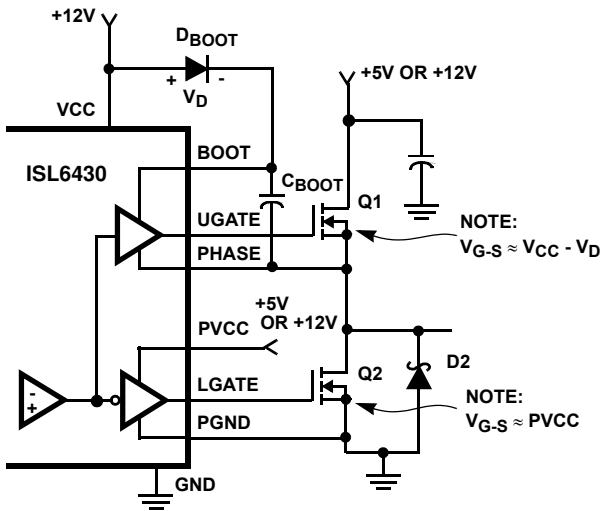 +12V
DBOOT
+ -
VD
+5V OR +12V
VCC
BOOT
ISL6430
CBOOT
Q1
UGATE
NOTE:
VG-S ≈ VCC - VD
PHASE
+5V
OR +12V
PVCC
D2
Q2
LGATE
-
+
NOTE:
VG-S ≈ PVCC
PGND
GND